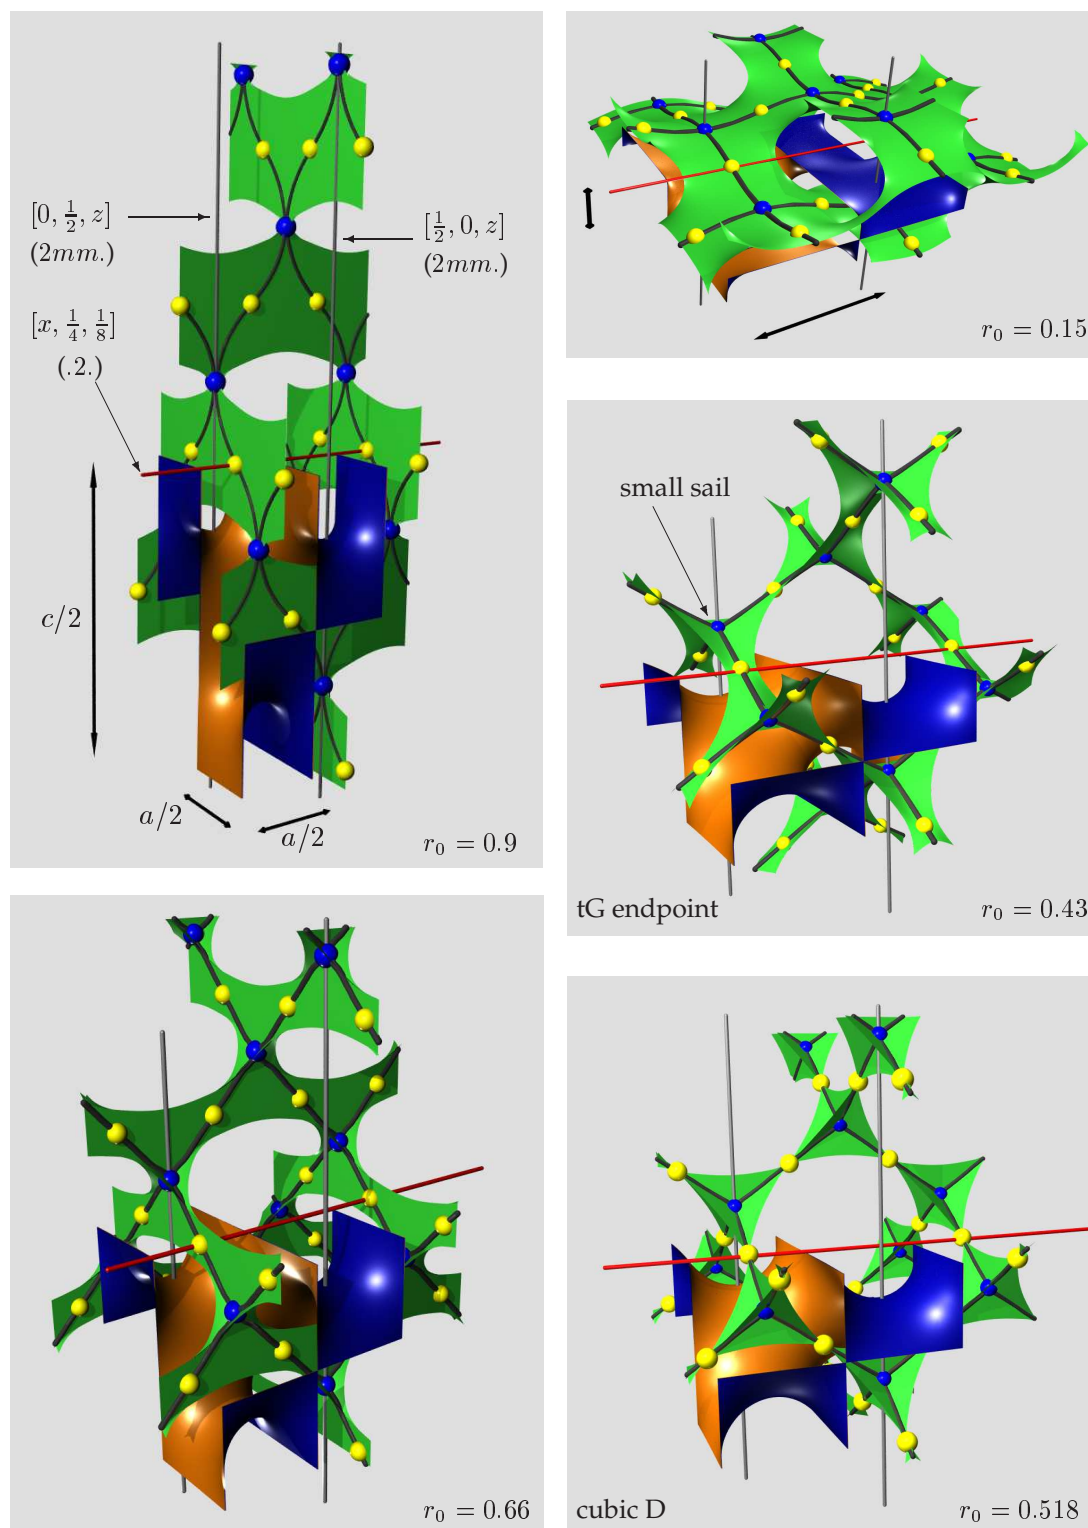 [0, 1/2, z]
(2mm.)
[1/2, 0, z]
(2mm.)
[x, 1/4, 1/8]
(.2.)
c/2
a/2
a/2
r₀ = 0.9
r₀ = 0.15
small sail
tG endpoint
r₀ = 0.43
r₀ = 0.66
cubic D
r₀ = 0.518